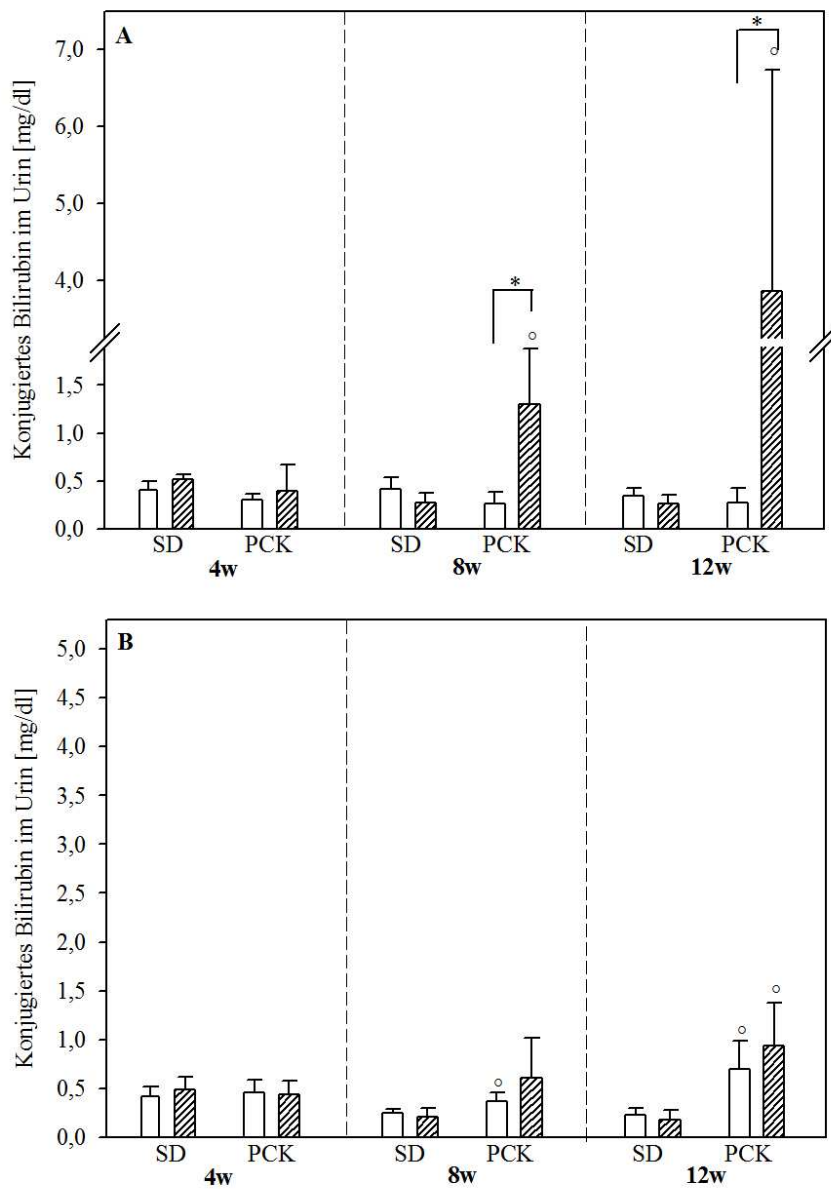 A
Konjugiertes Bilirubin im Urin [mg/dl]
7,0
6,0
5,0
4,0
1,5
1,0
0,5
0,0
*
*
SD PCK SD PCK SD PCK
4w 8w 12w
B
Konjugiertes Bilirubin im Urin [mg/dl]
5,0
4,5
4,0
3,5
3,0
2,5
2,0
1,5
1,0
0,5
0,0
SD PCK SD PCK SD PCK
4w 8w 12w